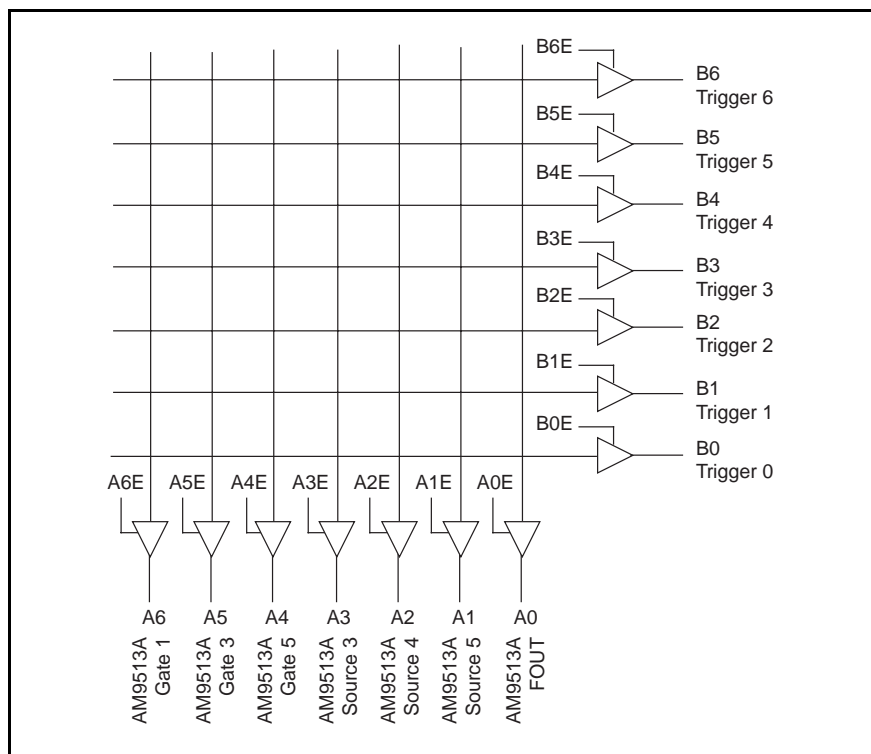 B6E
B6
Trigger 6
B5E
B5
Trigger 5
B4E
B4
Trigger 4
B3E
B3
Trigger 3
B2E
B2
Trigger 2
B1E
B1
Trigger 1
B0E
B0
Trigger 0
A6E A5E A4E A3E A2E A1E A0E
A6 A5 A4 A3 A2 A1 A0
AM9513A
Gate 1
AM9513A
Gate 3
AM9513A
Gate 5
AM9513A
Source 3
AM9513A
Source 4
AM9513A
Source 5
AM9513A
FOUT